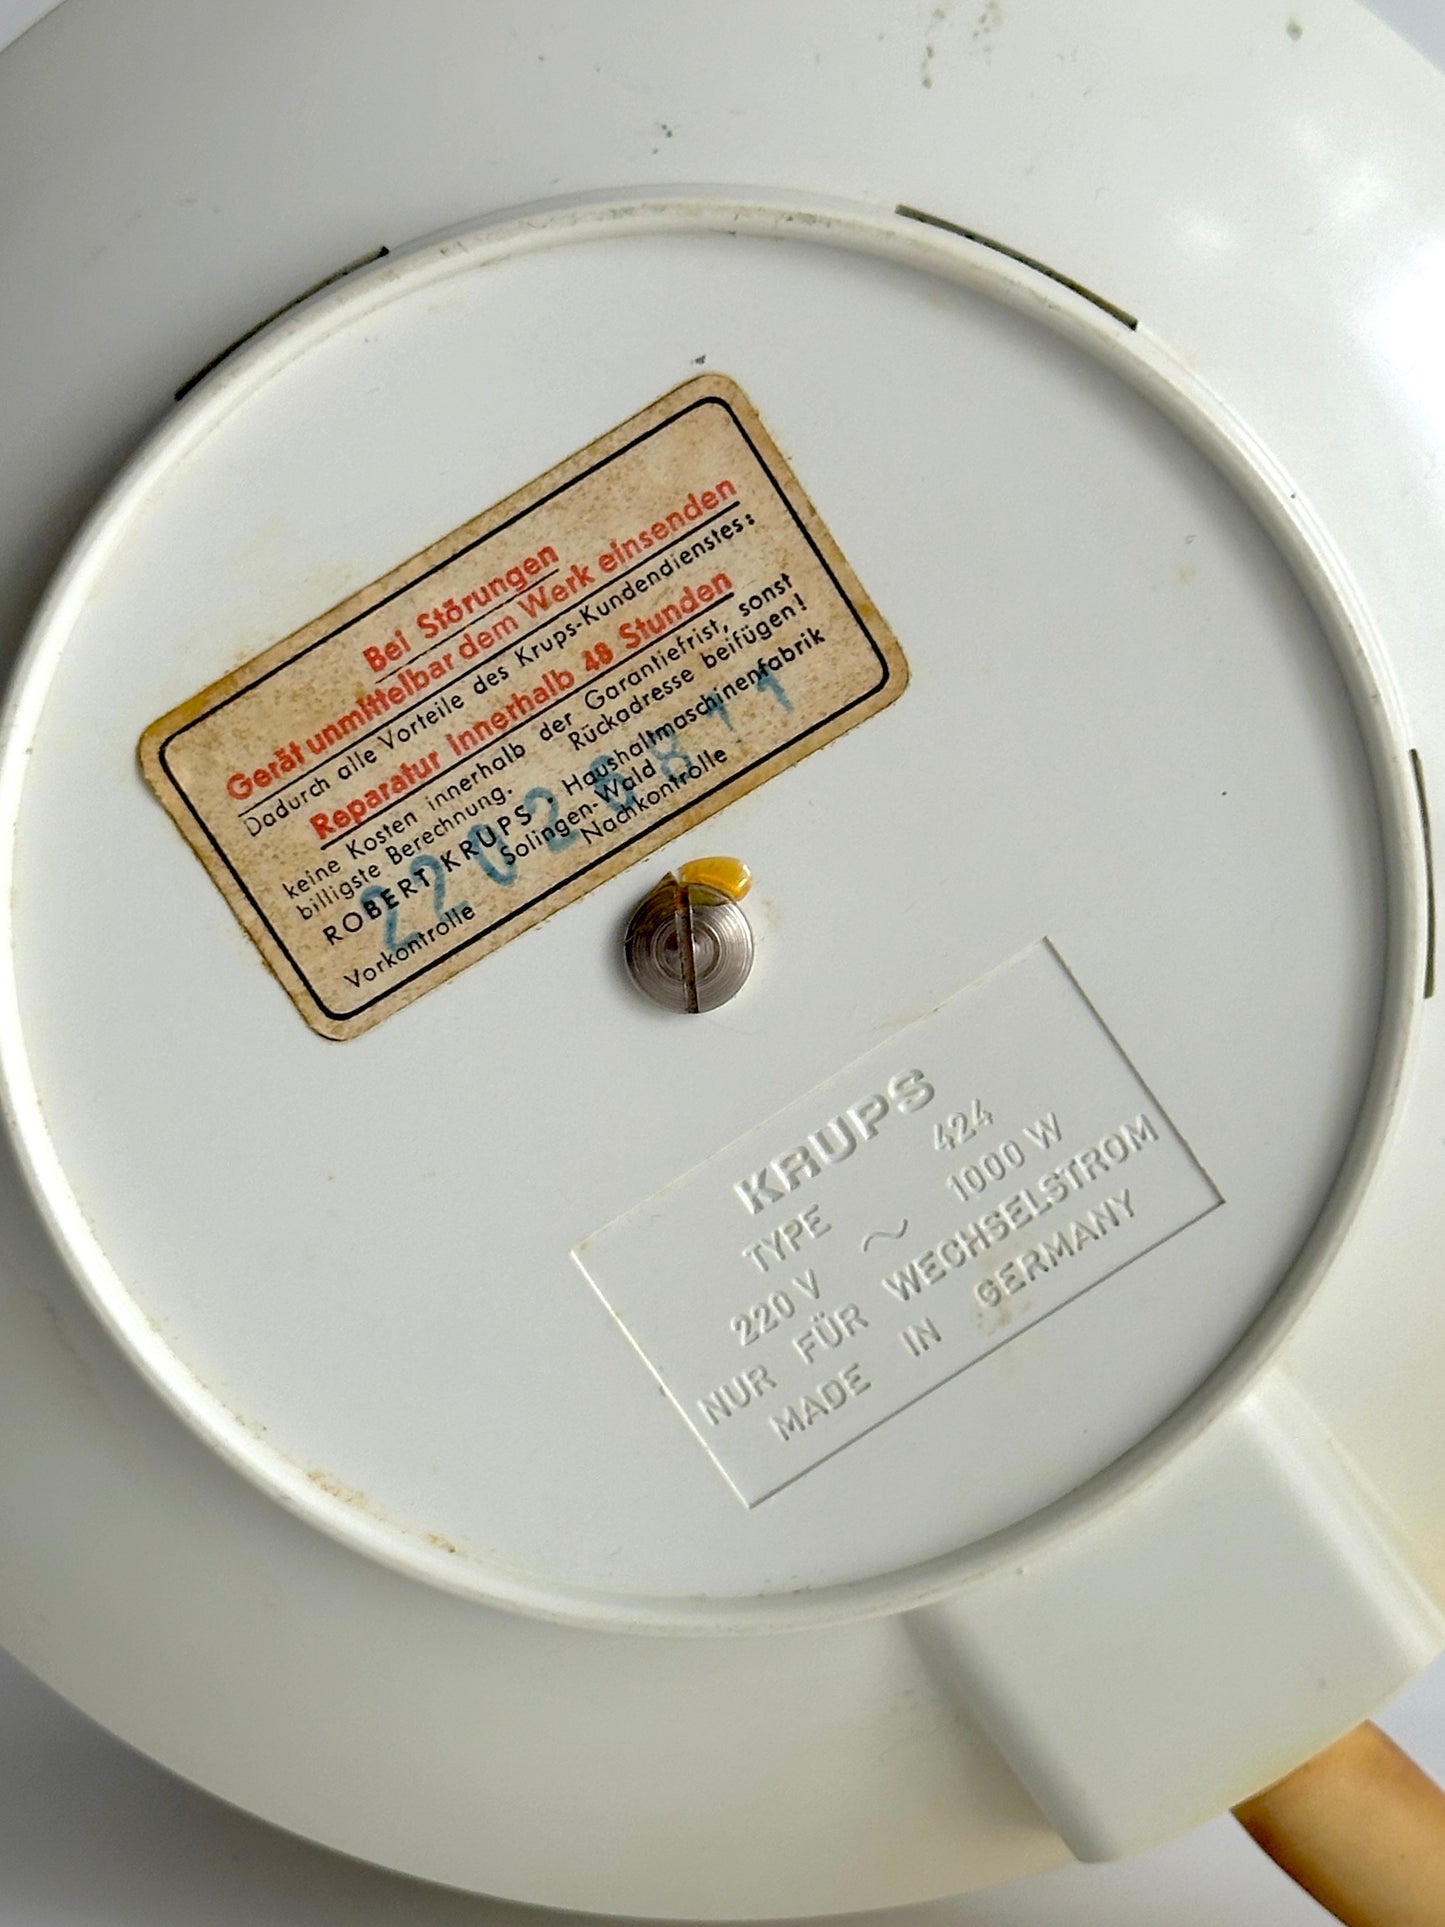 Bei Störungen
Gerät unmittelbar dem Werk einsenden
Dadurch alle Vorteile des Krups-Kundendienstes:
Reparatur innerhalb 48 Stunden
keine Kosten innerhalb der Garantiefrist, sonst
billigste Berechnung. Rückadresse beifügen!
ROBERT KRUPS · Haushaltmaschinenfabrik
Solingen-Wald
Vorkontrolle Nachkontrolle
KRUPS
TYPE 424
220 V ~ 1000 W
NUR FÜR WECHSELSTROM
MADE IN GERMANY